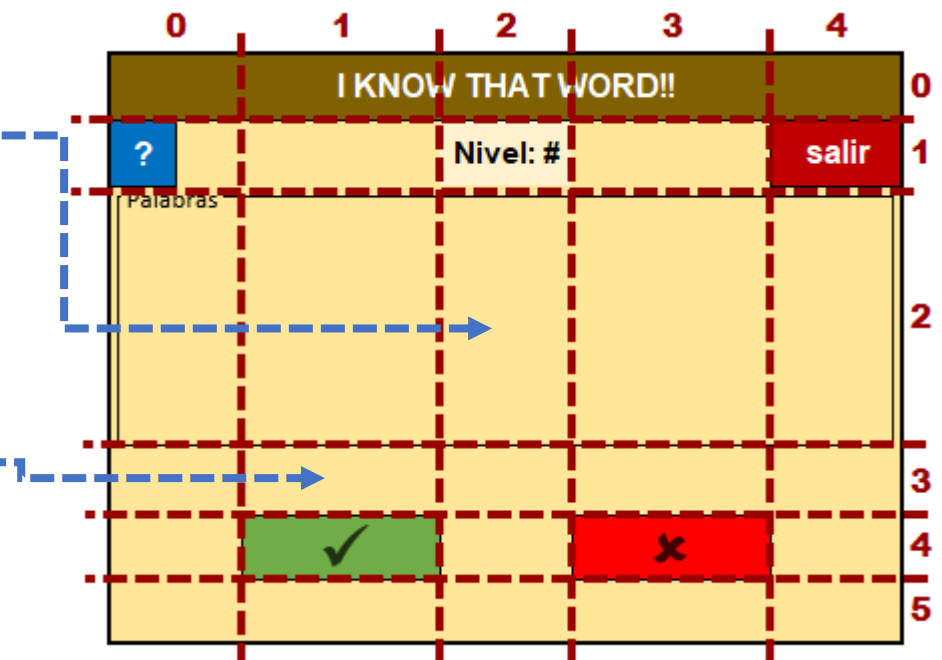 0 1 2 3 4
I KNOW THAT WORD!! 0
? Nivel: # salir 1
Palabras
2
3
✓ ✘ 4
5